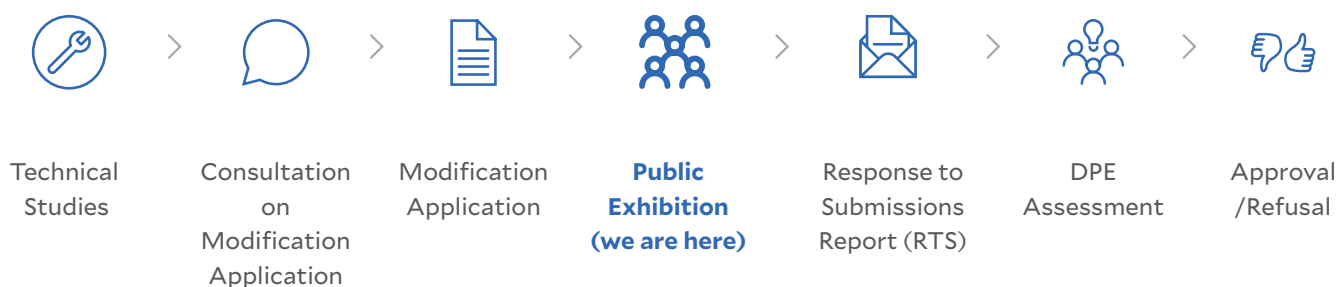 Technical
Studies
Consultation
on
Modification
Application
Modification
Application
Public
Exhibition
(we are here)
Response to
Submissions
Report (RTS)
DPE
Assessment
Approval
/Refusal